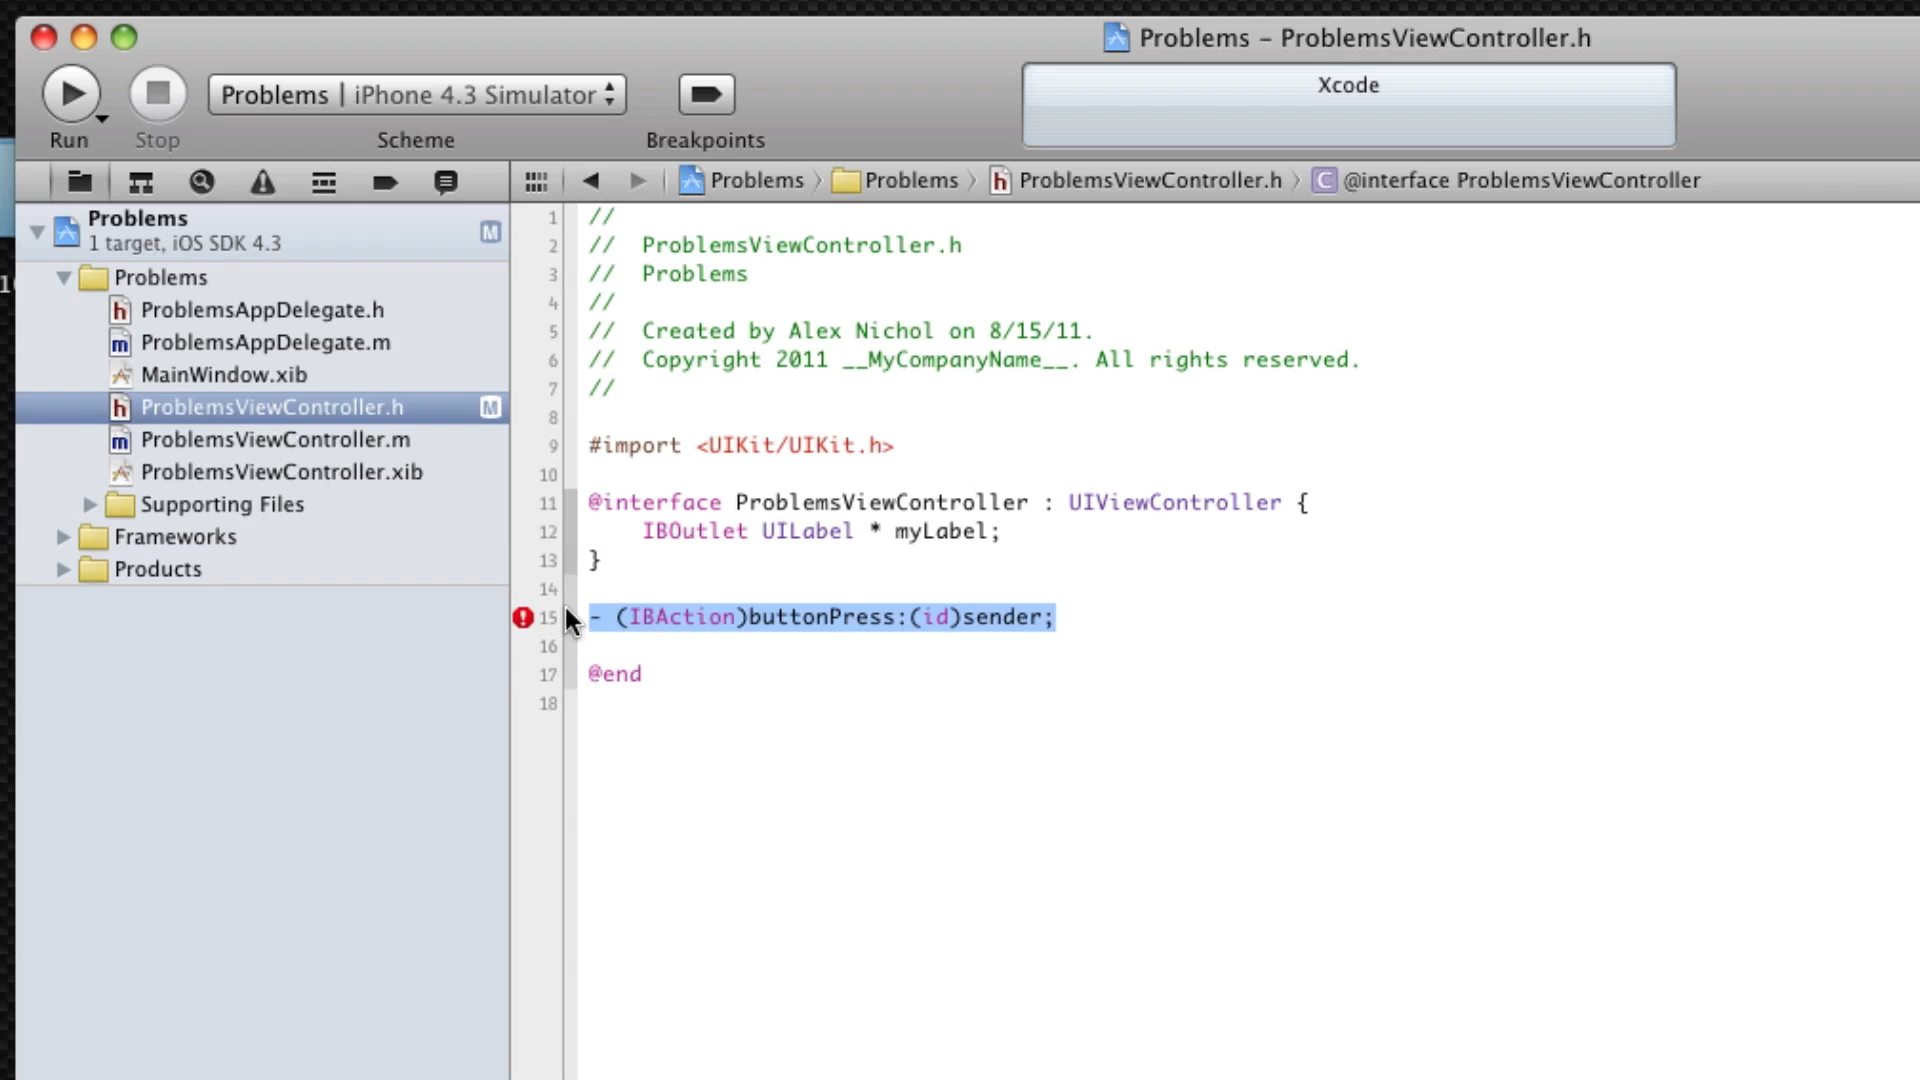 Problems – ProblemsViewController.h
Problems | iPhone 4.3 Simulator
Xcode
Run
Stop
Scheme
Breakpoints
Problems
Problems
ProblemsViewController.h
@interface ProblemsViewController
Problems
M
1 target, iOS SDK 4.3
Problems
ProblemsAppDelegate.h
ProblemsAppDelegate.m
MainWindow.xib
ProblemsViewController.h
M
ProblemsViewController.m
ProblemsViewController.xib
Supporting Files
Frameworks
Products
1 //
2 // ProblemsViewController.h
3 // Problems
4 //
5 // Created by Alex Nichol on 8/15/11.
6 // Copyright 2011 __MyCompanyName__. All rights reserved.
7 //
8
9 #import <UIKit/UIKit.h>
10
11 @interface ProblemsViewController : UIViewController {
12 IBOutlet UILabel * myLabel;
13 }
14
15 - (IBAction)buttonPress:(id)sender;
16
17 @end
18